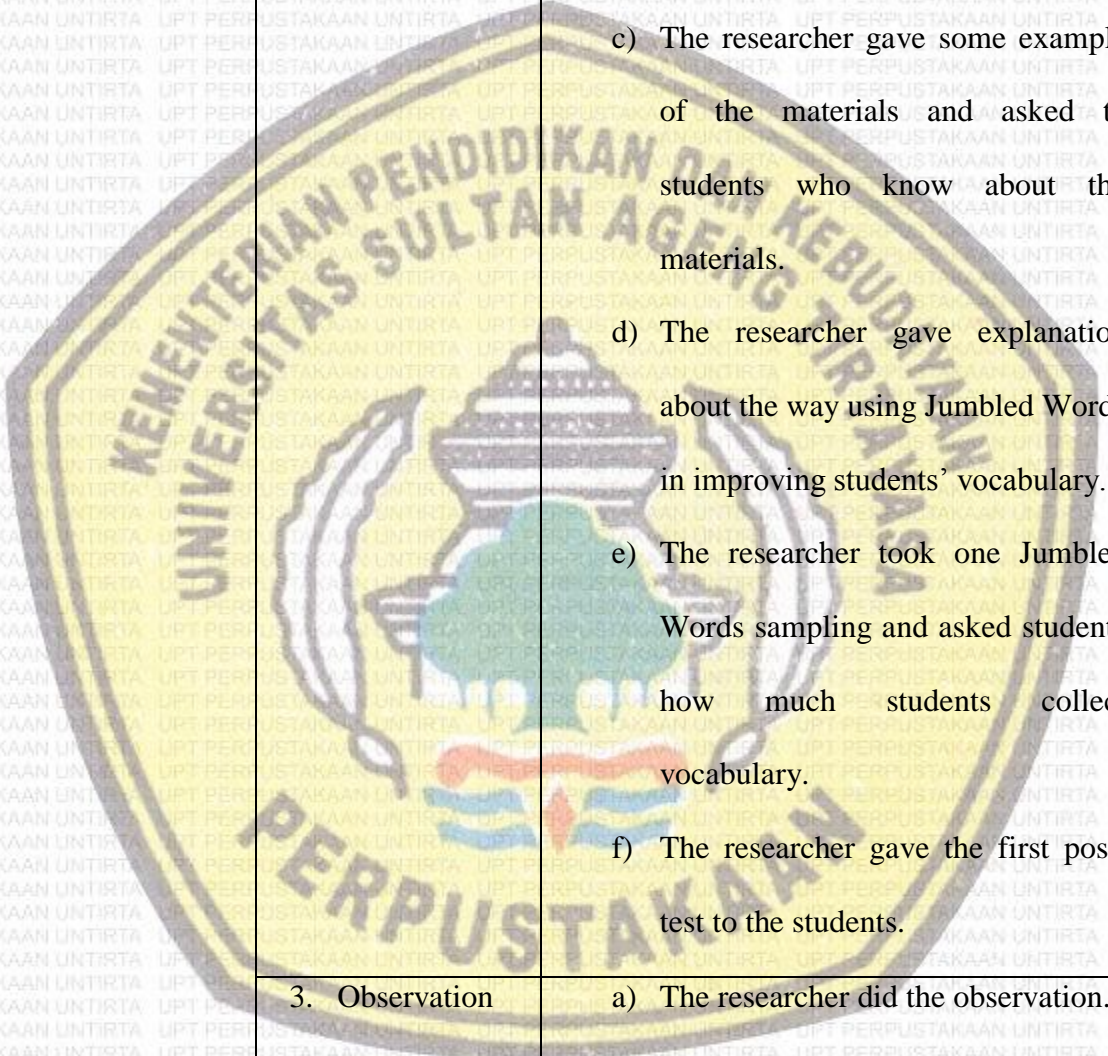 c) The researcher gave some exampl
of the materials and asked t
students who know about th
materials.
d) The researcher gave explanatio
about the way using Jumbled Word
in improving students’ vocabulary.
e) The researcher took one Jumble
Words sampling and asked student
how much students collec
vocabulary.
f) The researcher gave the first pos
test to the students.
3. Observation a) The researcher did the observation.
KEMENTERIAN PENDIDIKAN DAN KEBUDAYAAN
UNIVERSITAS SULTAN AGENG TIRTAYASA
PERPUSTAKAAN
UPT PERPUSTAKAAN UNTIRTA